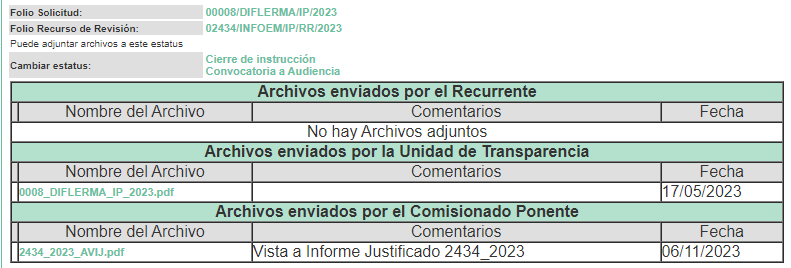 Folio Solicitud: 00008/DIFLERMA/IP/2023
Folio Recurso de Revisión: 02434/INFOEM/IP/RR/2023
Puede adjuntar archivos a este estatus
Cambiar estatus: Cierre de instrucción
Convocatoria a Audiencia
Archivos enviados por el Recurrente
Nombre del Archivo Comentarios Fecha
No hay Archivos adjuntos
Archivos enviados por la Unidad de Transparencia
Nombre del Archivo Comentarios Fecha
0008_DIFLERMA_IP_2023.pdf 17/05/2023
Archivos enviados por el Comisionado Ponente
Nombre del Archivo Comentarios Fecha
2434_2023_AVIJ.pdf Vista a Informe Justificado 2434_2023 06/11/2023